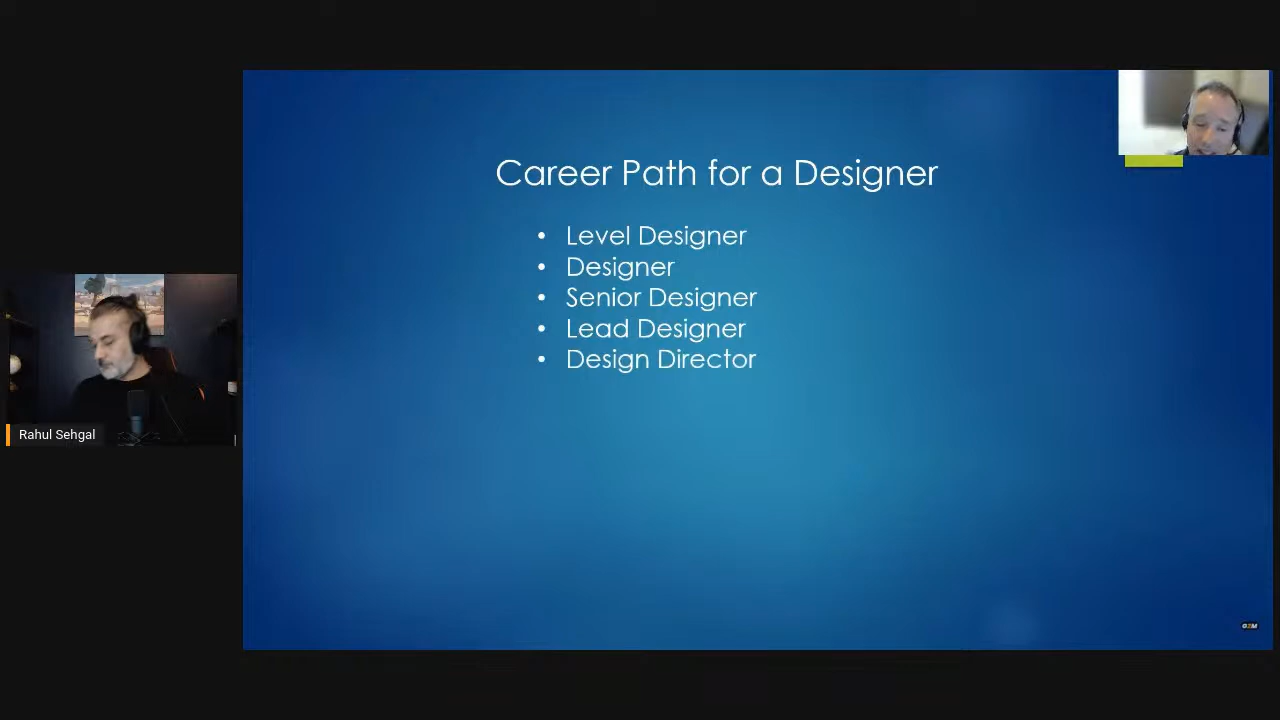 Career Path for a Designer
• Level Designer
• Designer
• Senior Designer
• Lead Designer
• Design Director
Rahul Sehgal